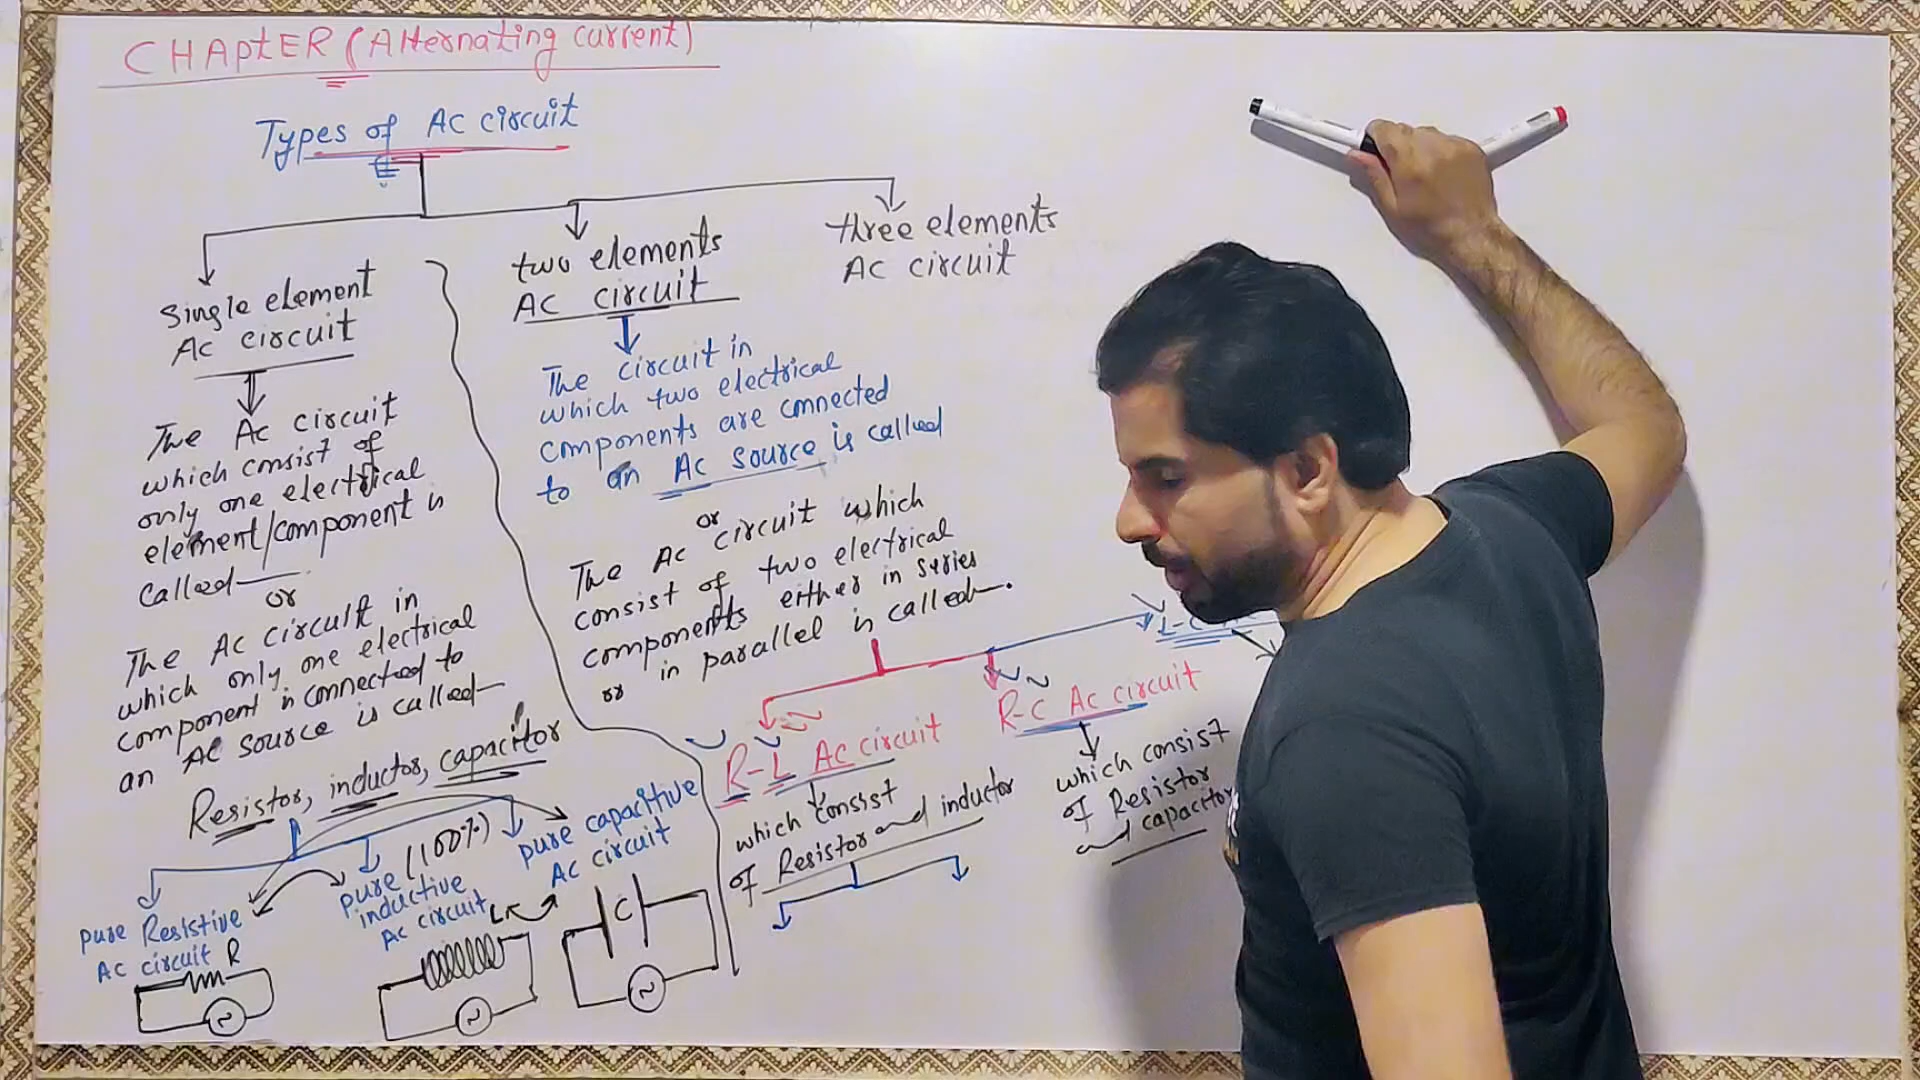 CHAPtER (Alternating current)
Types of AC circuit
Single element
AC circuit
The AC circuit
which consist of
only one electrical
element/component is
called—
or
The AC circuit in
which only one electrical
component is connected to
an AC source is called—
Resistor, inductor, capacitor
pure Resistive
AC circuit
R
pure (100%)
inductive
AC circuit
L
pure capacitive
AC circuit
C
two elements
AC circuit
The circuit in
which two electrical
components are connected
to an AC source is called
or
The AC circuit which
consist of two electrical
components either in series
or in parallel is called—.
R-L AC circuit
which consist
of Resistor and inductor
R-C AC circuit
which consist
of Resistor
and capacitor
L-C
three elements
AC circuit